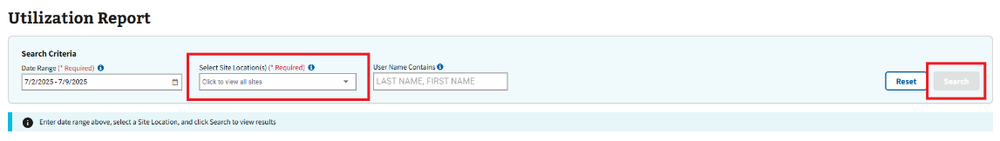 Utilization Report
Search Criteria
Date Range (* Required)
Select Site Location(s) (* Required)
User Name Contains
7/2/2025 - 7/9/2025
Click to view all sites
LAST NAME, FIRST NAME
Reset
Search
Enter date range above, select a Site Location, and click Search to view results